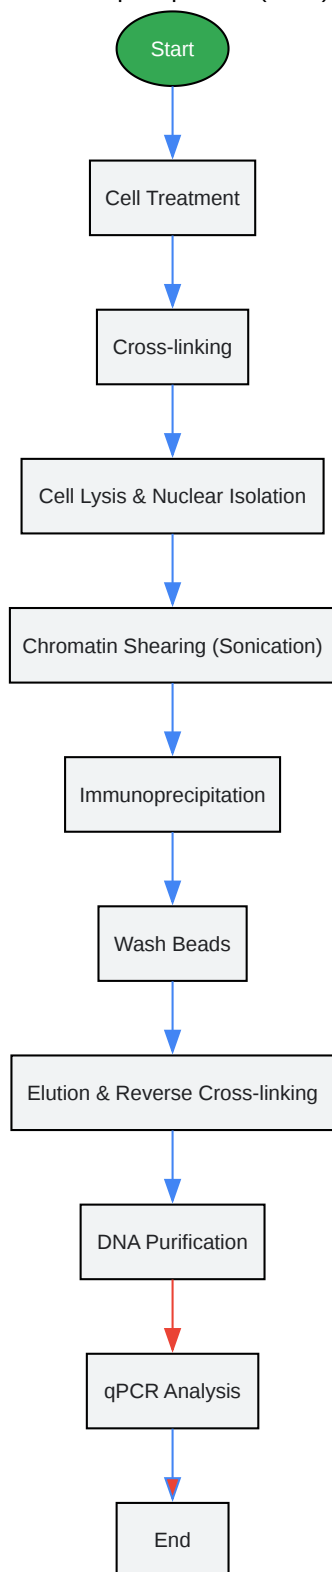 Start
Cell Treatment
Cross-linking
Cell Lysis & Nuclear Isolation
Chromatin Shearing (Sonication)
Immunoprecipitation
Wash Beads
Elution & Reverse Cross-linking
DNA Purification
qPCR Analysis
End